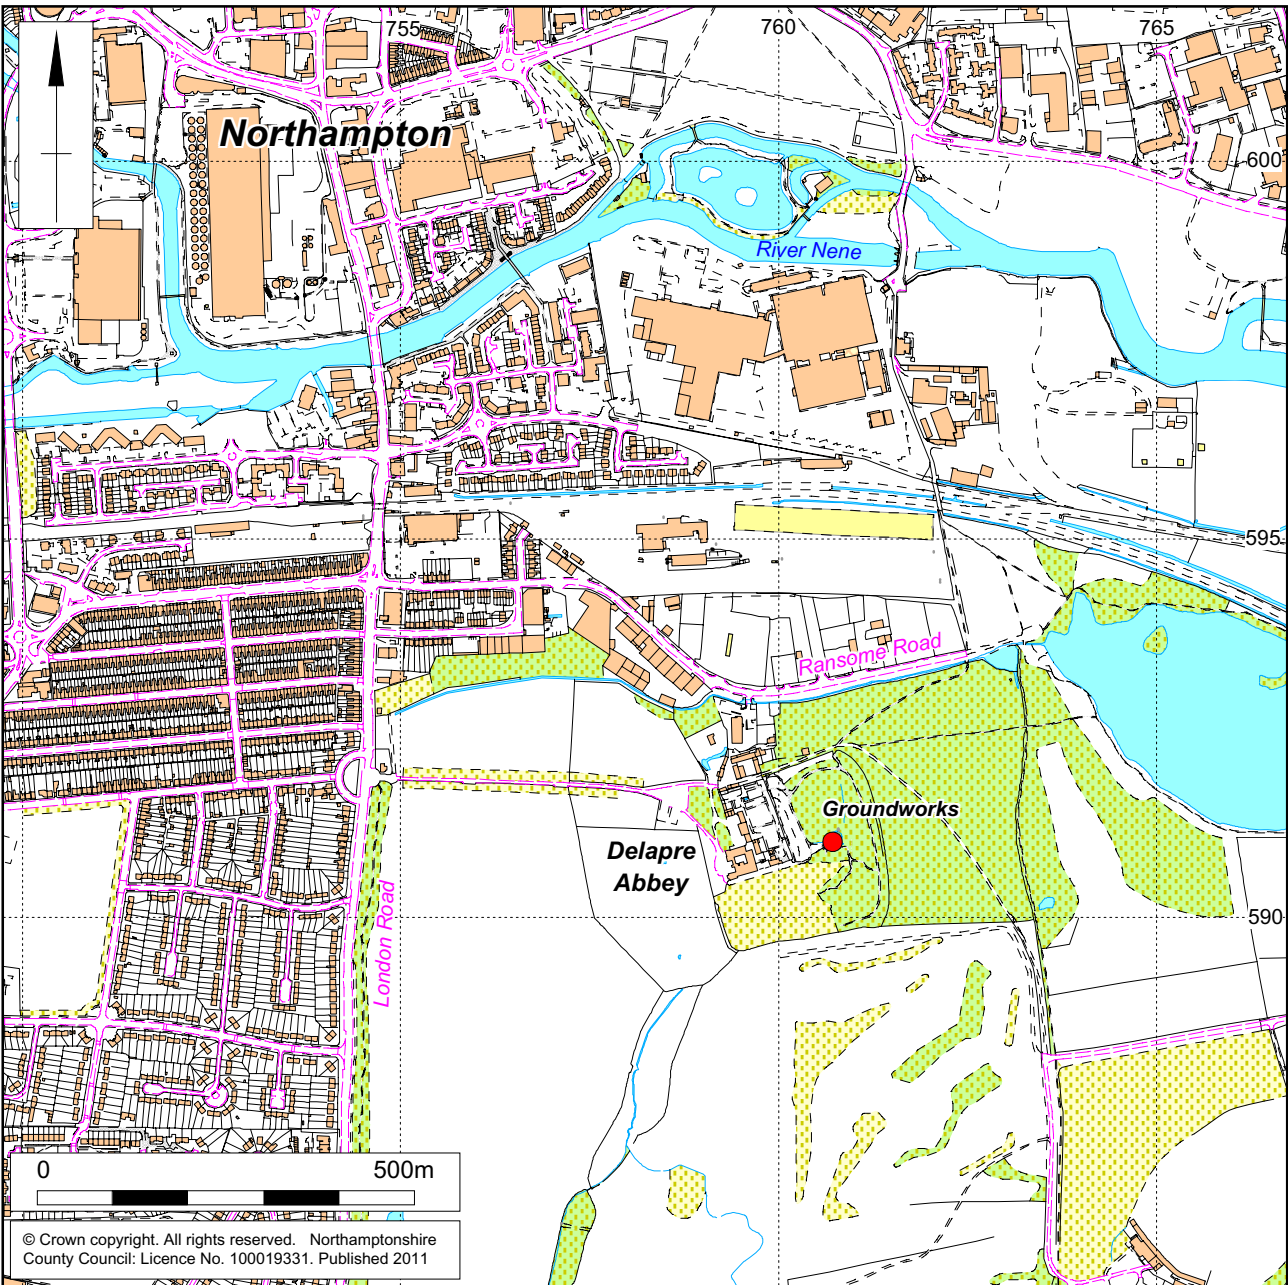 755
760
765
Northampton
600
River Nene
595
Ransome Road
Groundworks
Delapre
Abbey
590
London Road
0
500m
© Crown copyright. All rights reserved. Northamptonshire
County Council: Licence No. 100019331. Published 2011